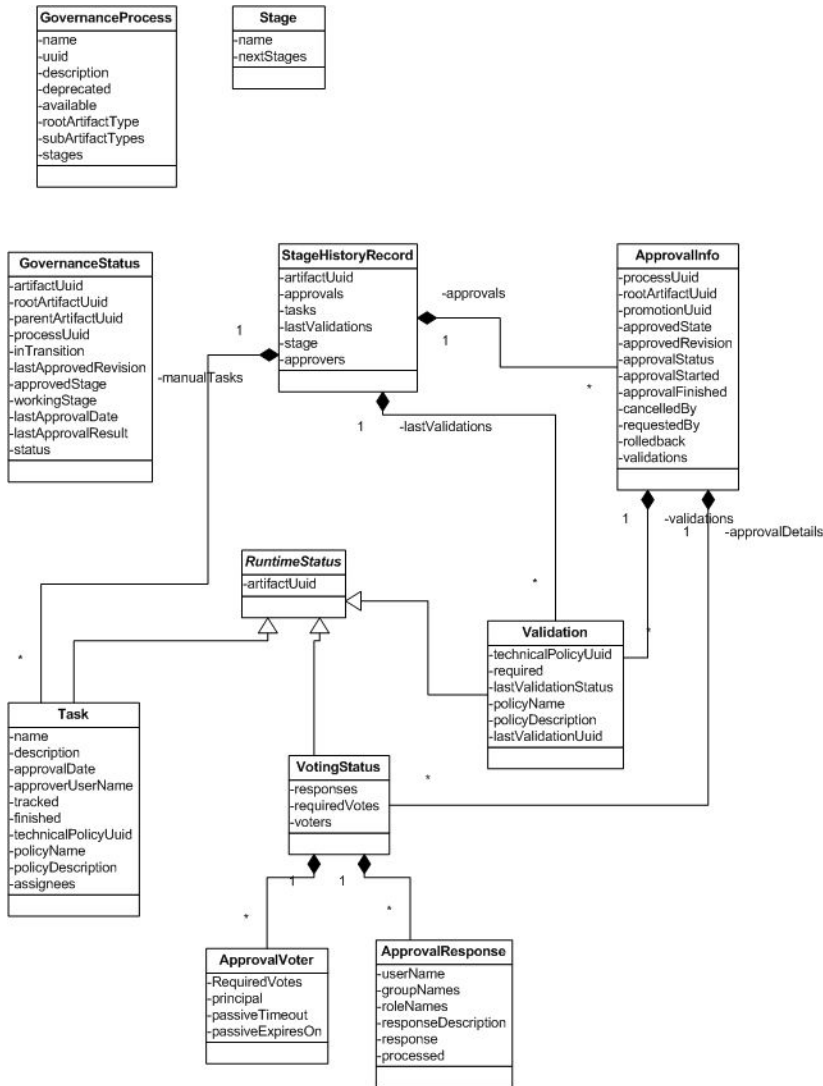 GovernanceProcess
-name
-uuid
-description
-deprecated
-available
-rootArtifactType
-subArtifactTypes
-stages
Stage
-name
-nextStages
GovernanceStatus
-artifactUuid
-rootArtifactUuid
-parentArtifactUuid
-processUuid
-inTransition
-lastApprovedRevision
-approvedStage
-workingStage
-lastApprovalDate
-lastApprovalResult
-status
StageHistoryRecord
-artifactUuid
-approvals
-tasks
-lastValidations
-stage
-approvers
ApprovalInfo
-processUuid
-rootArtifactUuid
-promotionUuid
-approvedState
-approvedRevision
-approvalStatus
-approvalStarted
-approvalFinished
-cancelledBy
-requestedBy
-rolledback
-validations
-approvals
1
*
1
-manualTasks
*
1
-lastValidations
*
1
-validations
*
1
-approvalDetails
*
RuntimeStatus
-artifactUuid
Validation
-technicalPolicyUuid
-required
-lastValidationStatus
-policyName
-policyDescription
-lastValidationUuid
Task
-name
-description
-approvalDate
-approverUserName
-tracked
-finished
-technicalPolicyUuid
-policyName
-policyDescription
-assignees
VotingStatus
-responses
-requiredVotes
-voters
1
*
1
*
ApprovalVoter
-RequiredVotes
-principal
-passiveTimeout
-passiveExpiresOn
ApprovalResponse
-userName
-groupNames
-roleNames
-responseDescription
-response
-processed